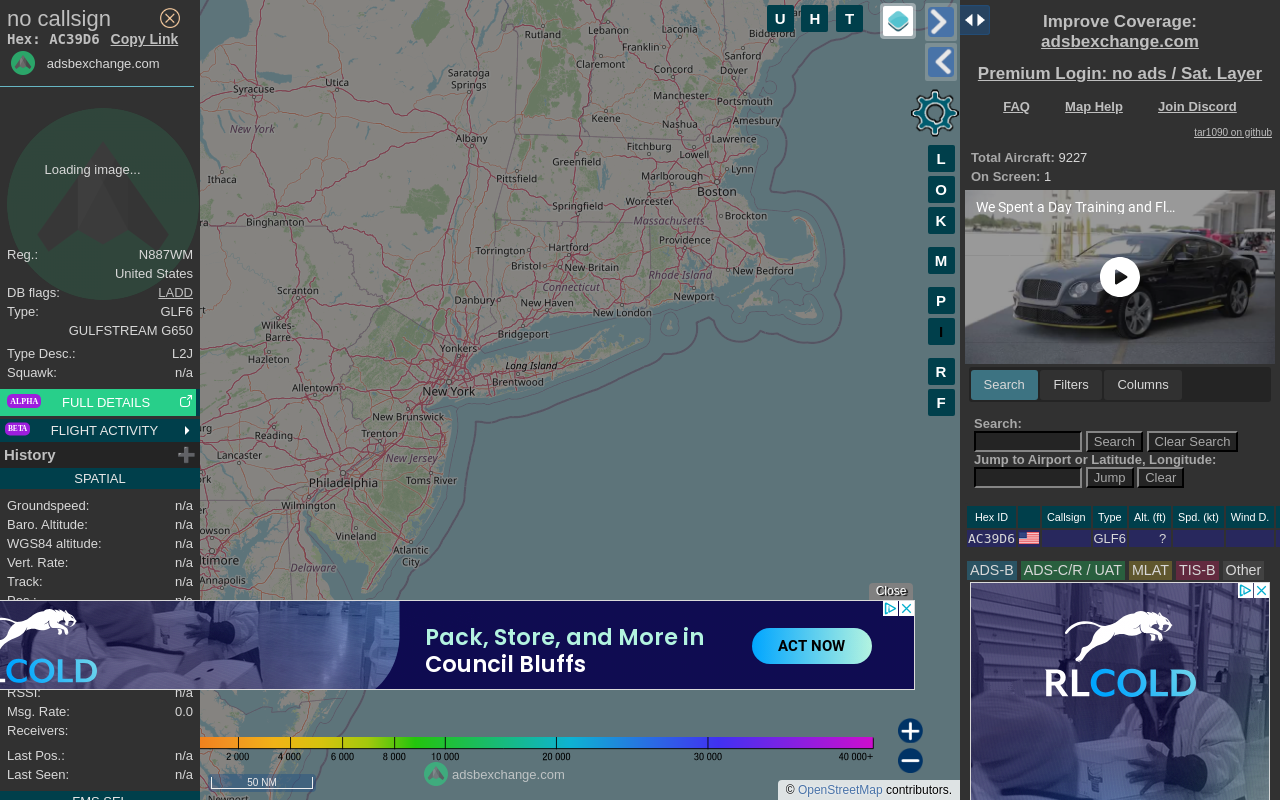 no callsign
Hex: AC39D6 Copy Link
adsbexchange.com
Loading image...
Reg.: N887WM
United States
DB flags: LADD
Type: GLF6
GULFSTREAM G650
Type Desc.: L2J
Squawk: n/a
ALPHA FULL DETAILS
BETA FLIGHT ACTIVITY
History
SPATIAL
Groundspeed: n/a
Baro. Altitude: n/a
WGS84 altitude: n/a
Vert. Rate: n/a
Track: n/a
RSSI: n/a
Msg. Rate: 0.0
Receivers:
Last Pos.: n/a
Last Seen: n/a
U H T
L
O
K
M
P
I
R
F
Rutland
Lebanon
Laconia
Biddeford
Franklin
Sanford
Claremont
Concord
Dover
Saratoga
Springs
Utica
Syracuse
Manchester
Portsmouth
Keene
Nashua
Amesbury
New York
Albany
Fitchburg
Lawrence
Lowell
Greenfield
Lynn
Ithaca
Pittsfield
Marlborough
Boston
Springfield
Worcester
Binghamton
Massachusetts
Brockton
Torrington
Hartford
Providence
Bristol
New Britain
New Bedford
Connecticut
Rhode Island
Scranton
Danbury
New Haven
New London
Newport
Wilkes-
Barre
Bridgeport
Hazleton
Yonkers
Long Island
Allentown
New York
Brentwood
New Brunswick
Reading
Trenton
Lancaster
New Jersey
Philadelphia
Toms River
Wilmington
Vineland
Atlantic
City
Annapolis
Delaware
Close
COLD
Pack, Store, and More in
Council Bluffs
ACT NOW
2 000 4 000 6 000 8 000 10 000 20 000 30 000 40 000+
adsbexchange.com
50 NM
© OpenStreetMap contributors.
Improve Coverage:
adsbexchange.com
Premium Login: no ads / Sat. Layer
FAQ Map Help Join Discord
tar1090 on github
Total Aircraft: 9227
On Screen: 1
We Spent a Day Training and Fl...
Search Filters Columns
Search:
Search Clear Search
Jump to Airport or Latitude, Longitude:
Jump Clear
Hex ID Callsign Type Alt. (ft) Spd. (kt) Wind D.
AC39D6 GLF6 ?
ADS-B ADS-C/R / UAT MLAT TIS-B Other
RLCOLD